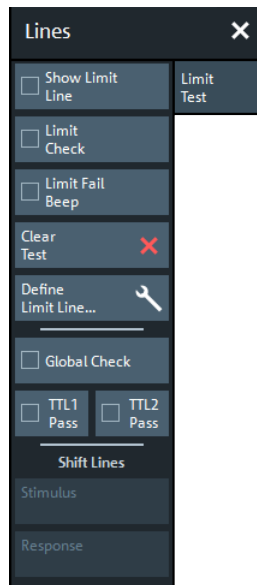 Lines
Show Limit
Line
Limit
Test
Limit
Check
Limit Fail
Beep
Clear
Test
Define
Limit Line...
Global Check
TTL1
Pass
TTL2
Pass
Shift Lines
Stimulus
Response